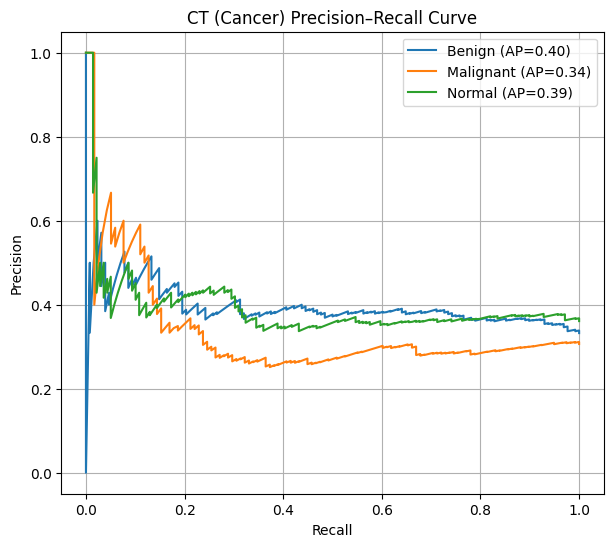 CT (Cancer) Precision–Recall Curve
Benign (AP=0.40)
Malignant (AP=0.34)
Normal (AP=0.39)
Precision
1.0
0.8
0.6
0.4
0.2
0.0
0.0 0.2 0.4 0.6 0.8 1.0
Recall